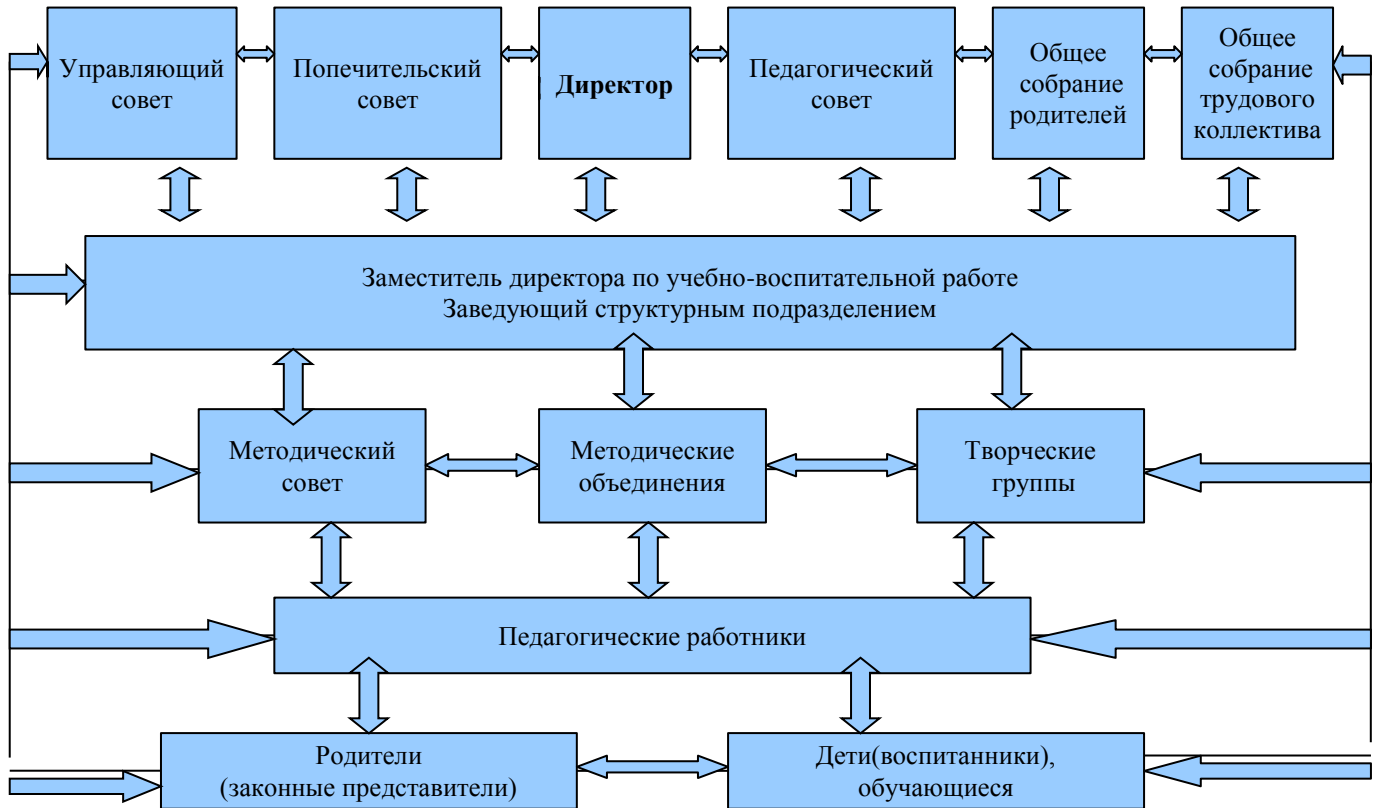 Управляющий
совет
Попечительский
совет
Директор
Педагогический
совет
Общее
собрание
родителей
Общее
собрание
трудового
коллектива
Заместитель директора по учебно-воспитательной работе
Заведующий структурным подразделением
Методический
совет
Методические
объединения
Творческие
группы
Педагогические работники
Родители
(законные представители)
Дети(воспитанники),
обучающиеся